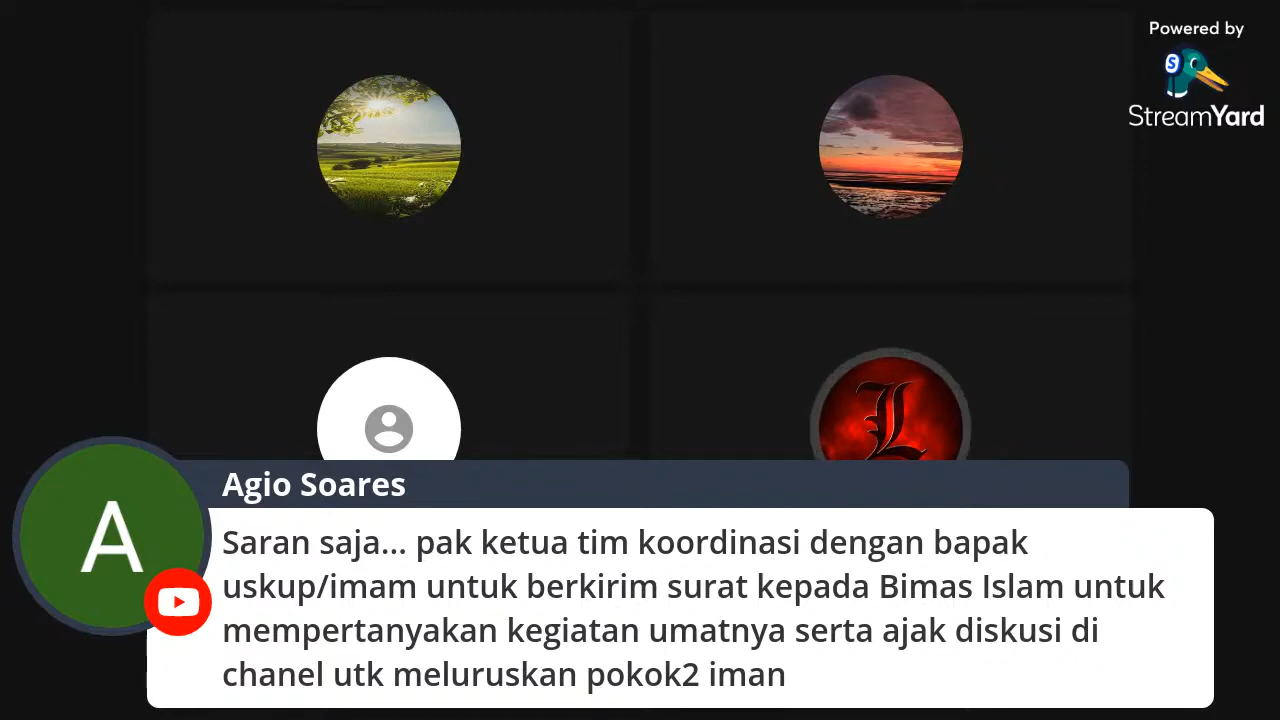 Powered by
StreamYard
Agio Soares
Saran saja... pak ketua tim koordinasi dengan bapak
uskup/imam untuk berkirim surat kepada Bimas Islam untuk
mempertanyakan kegiatan umatnya serta ajak diskusi di
chanel utk meluruskan pokok2 iman
A
S
L